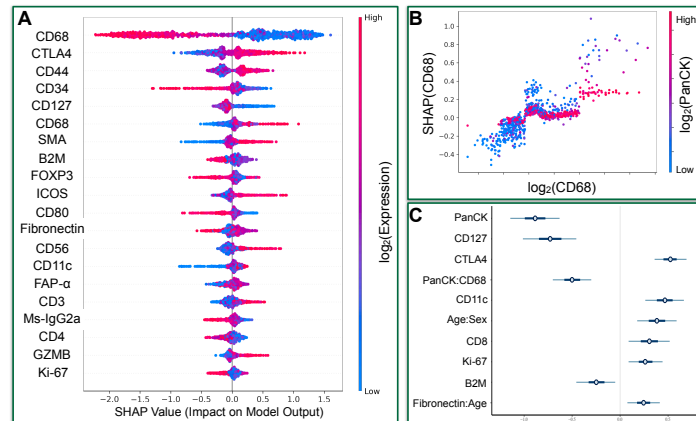 A
CD68
CTLA4
CD44
CD34
CD127
CD68
SMA
B2M
FOXP3
ICOS
CD80
Fibronectin
CD56
CD11c
FAP-α
CD3
Ms-IgG2a
CD4
GZMB
Ki-67
-2.0 -1.5 -1.0 -0.5 0.0 0.5 1.0 1.5
SHAP Value (Impact on Model Output)
High
log2(Expression)
Low
B
1.0
0.8
0.6
0.4
0.2
0.0
−0.2
−0.4
SHAP(CD68)
log2(CD68)
High
log2(PanCK)
Low
C
PanCK
CD127
CTLA4
PanCK:CD68
CD11c
Age:Sex
CD8
Ki-67
B2M
Fibronectin:Age